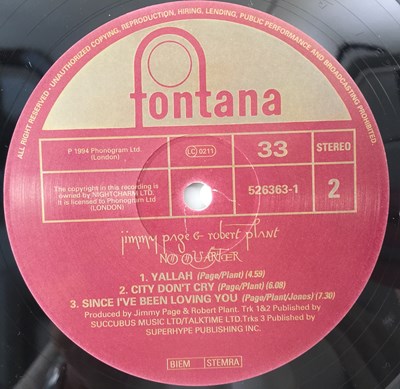 ALL RIGHT RESERVED • UNAUTHORIZED COPYING, REPRODUCTION, HIRING, LENDING, PUBLIC PERFORMANCE AND BROADCASTING PROHIBITED.
fontana
P 1994 Phonogram Ltd.
(London)
LC 0211
33
STEREO
The copyright in this recording is
owned by NIGHTCHARM LTD.
It is licensed to Phonogram Ltd
(LONDON)
526363-1
2
jimmy page & robert plant
NO QUARTER
1. YALLAH (Page/Plant) (4.59)
2. CITY DON'T CRY (Page/Plant) (6.08)
3. SINCE I'VE BEEN LOVING YOU (Page/Plant/Jones) (7.30)
Produced by Jimmy Page & Robert Plant. Trk 1&2 Published by
SUCCUBUS MUSIC LTD/TALKTIME LTD.Trks 3 Published by
SUPERHYPE PUBLISHING INC.
BIEM
STEMRA